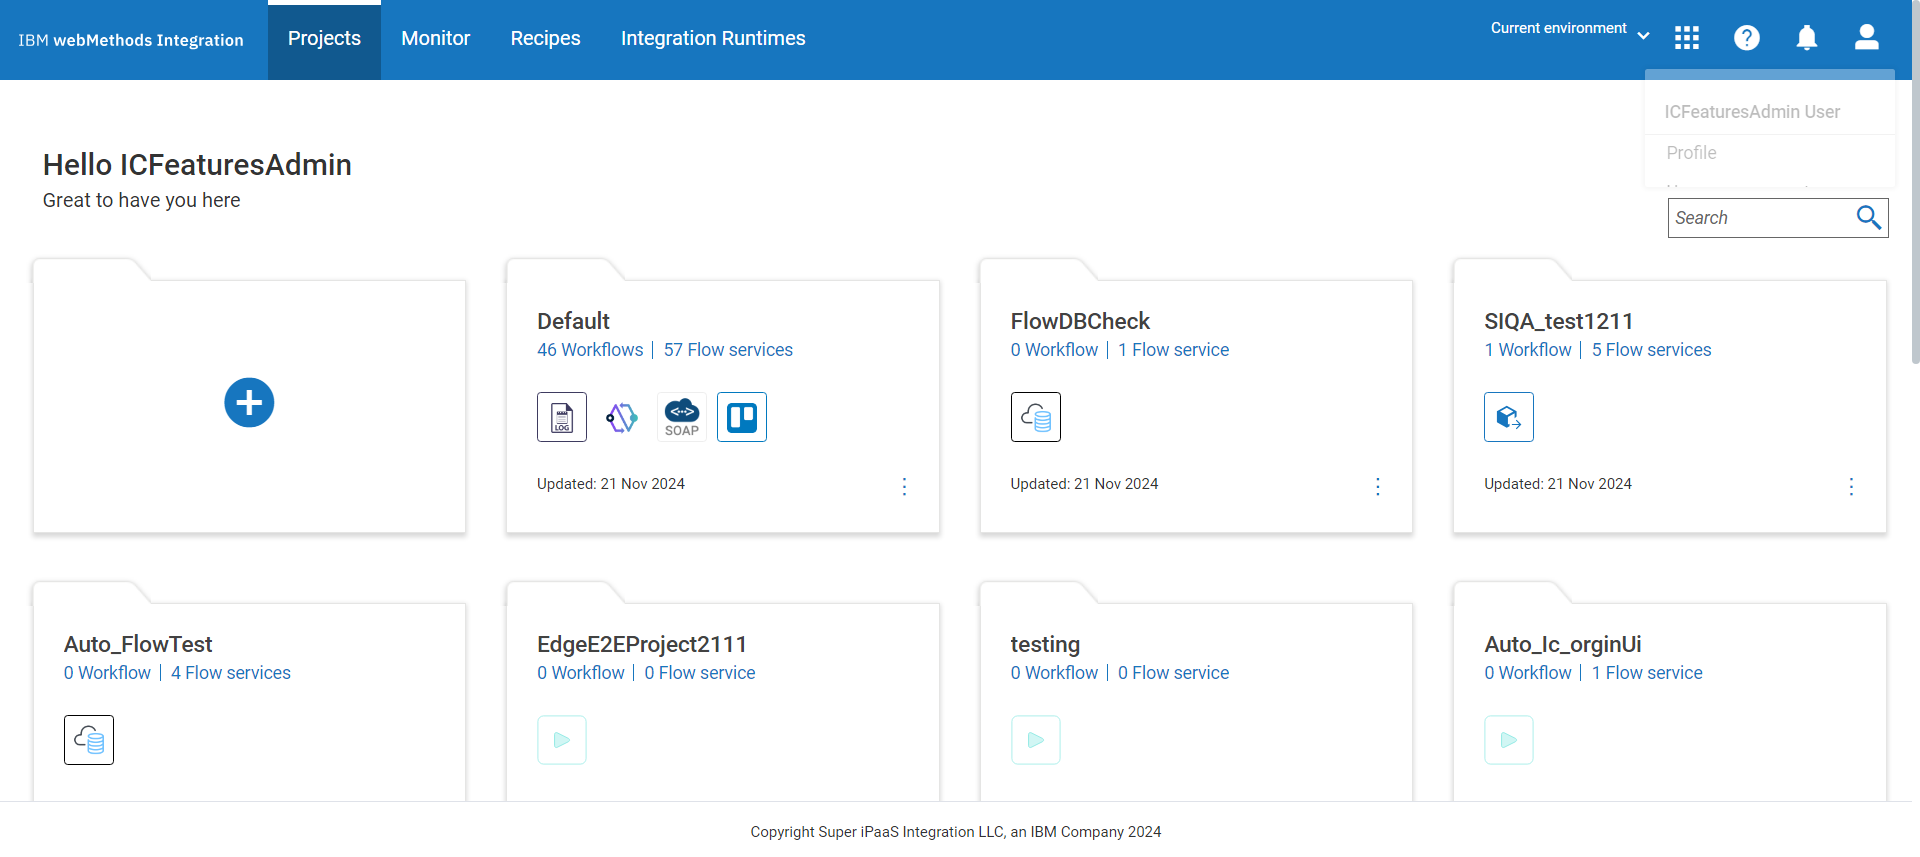 IBM webMethods Integration
Projects
Monitor
Recipes
Integration Runtimes
Current environment
ICFeaturesAdmin User
Profile
Hello ICFeaturesAdmin
Great to have you here
Search
Default
46 Workflows | 57 Flow services
LOG
SOAP
Updated: 21 Nov 2024
FlowDBCheck
0 Workflow | 1 Flow service
Updated: 21 Nov 2024
SIQA_test1211
1 Workflow | 5 Flow services
Updated: 21 Nov 2024
Auto_FlowTest
0 Workflow | 4 Flow services
EdgeE2EProject2111
0 Workflow | 0 Flow service
testing
0 Workflow | 0 Flow service
Auto_Ic_orginUi
0 Workflow | 1 Flow service
Copyright Super iPaaS Integration LLC, an IBM Company 2024